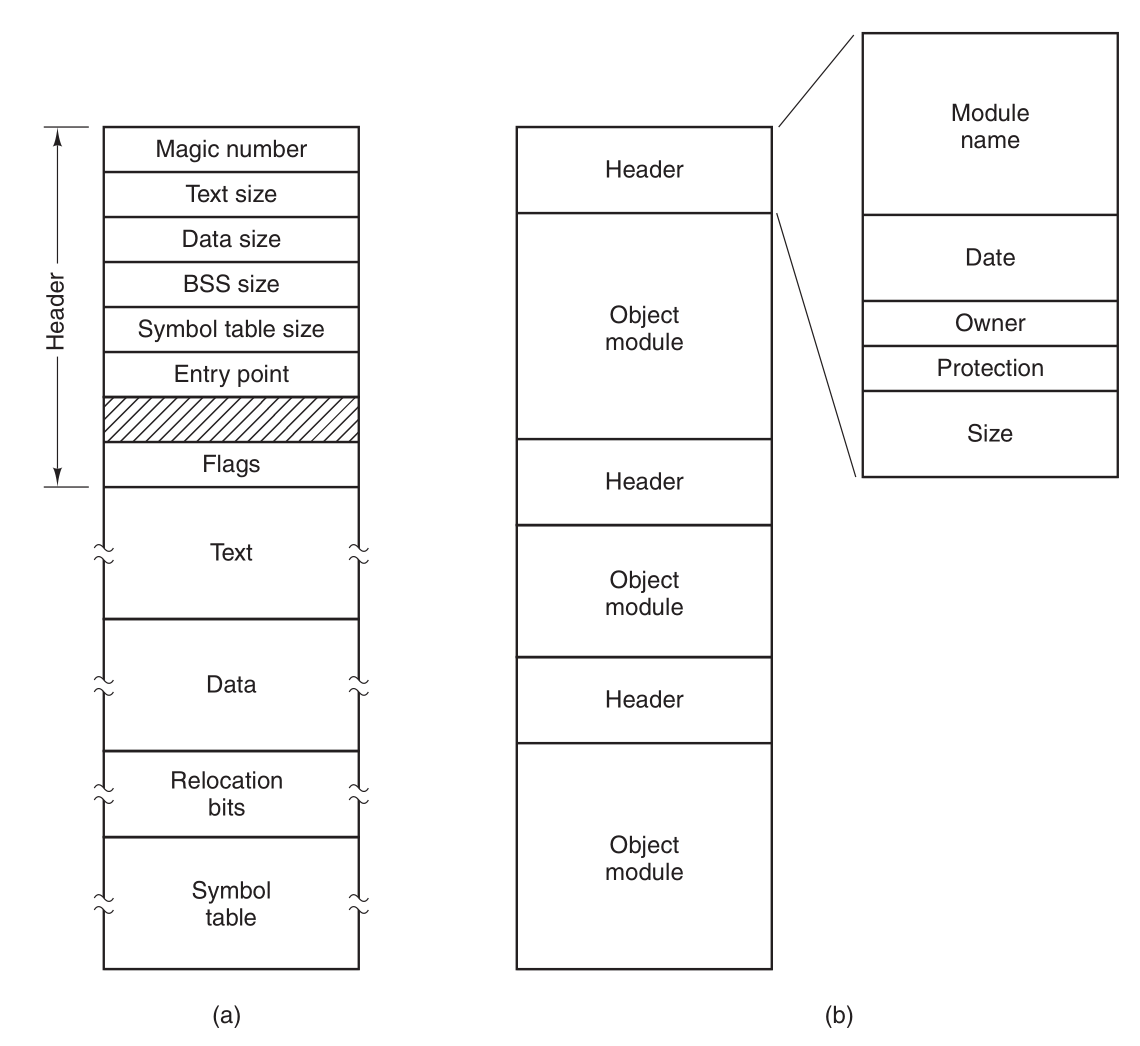 Header
Magic number
Text size
Data size
BSS size
Symbol table size
Entry point
Flags
Text
Data
Relocation
bits
Symbol
table
(a)
Header
Object
module
Header
Object
module
Header
Object
module
Module
name
Date
Owner
Protection
Size
(b)